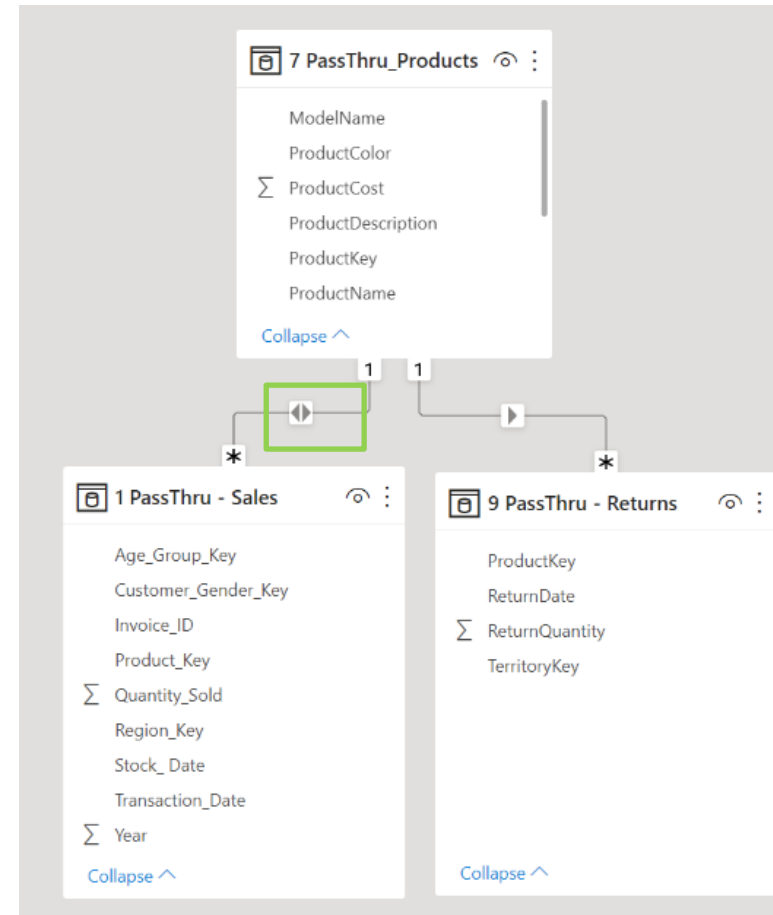 7 PassThru_Products
ModelName
ProductColor
∑ ProductCost
ProductDescription
ProductKey
ProductName
Collapse
1 1
* *
1 PassThru - Sales
Age_Group_Key
Customer_Gender_Key
Invoice_ID
Product_Key
∑ Quantity_Sold
Region_Key
Stock_ Date
Transaction_Date
∑ Year
Collapse
9 PassThru - Returns
ProductKey
ReturnDate
∑ ReturnQuantity
TerritoryKey
Collapse